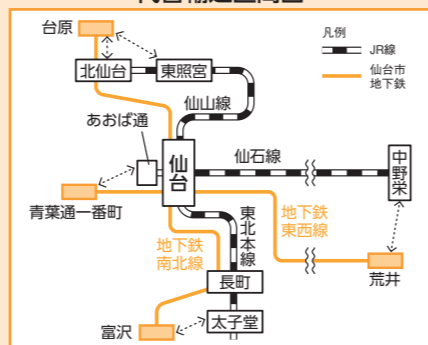 台原
凡例
JR線
仙台市
地下鉄
北仙台
東照宮
仙山線
あおば通
仙台
仙石線
中野栄
青葉通一番町
地下鉄
東西線
東北本線
地下鉄
南北線
荒井
長町
富沢
太子堂